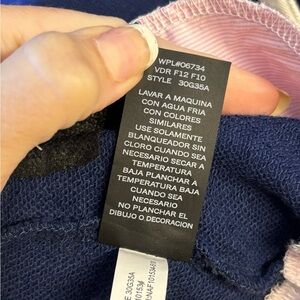 WPL#06734
VDR F12 F10
STYLE 30G35A
LAVAR A MAQUINA
CON AGUA FRIA
CON COLORES
SIMILARES
USE SOLAMENTE
BLANQUEADOR SIN
CLORO CUANDO SEA
NECESARIO SECAR A
TEMPERATURA
BAJA PLANCHAR A
TEMPERATURA BAJA
CUANDO SEA
NECESARIO
NO PLANCHAR EL
DIBUJO O DECORACION
E 30G35A